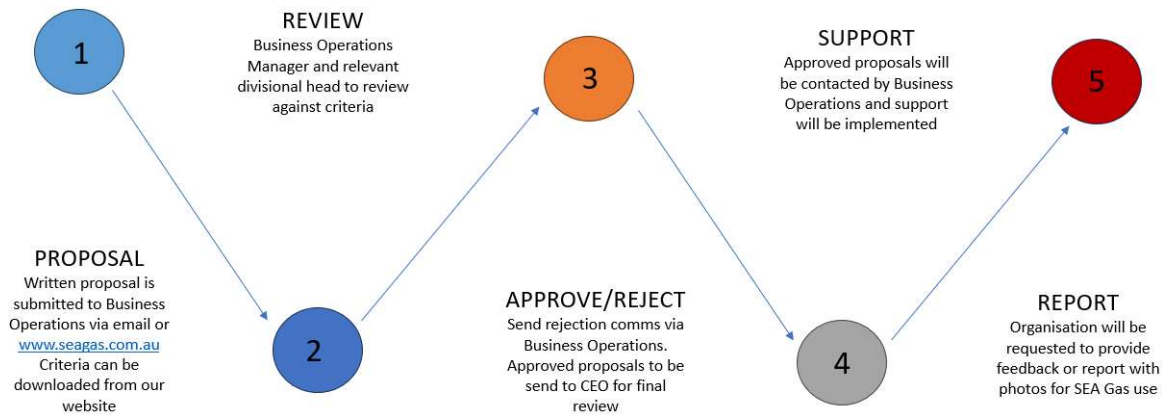 1
PROPOSAL
Written proposal is
submitted to Business
Operations via email or
www.seagas.com.au
Criteria can be
downloaded from our
website
REVIEW
Business Operations
Manager and relevant
divisional head to review
against criteria
2
3
APPROVE/REJECT
Send rejection comms via
Business Operations.
Approved proposals to be
send to CEO for final
review
SUPPORT
Approved proposals will
be contacted by Business
Operations and support
will be implemented
4
5
REPORT
Organisation will be
requested to provide
feedback or report with
photos for SEA Gas use